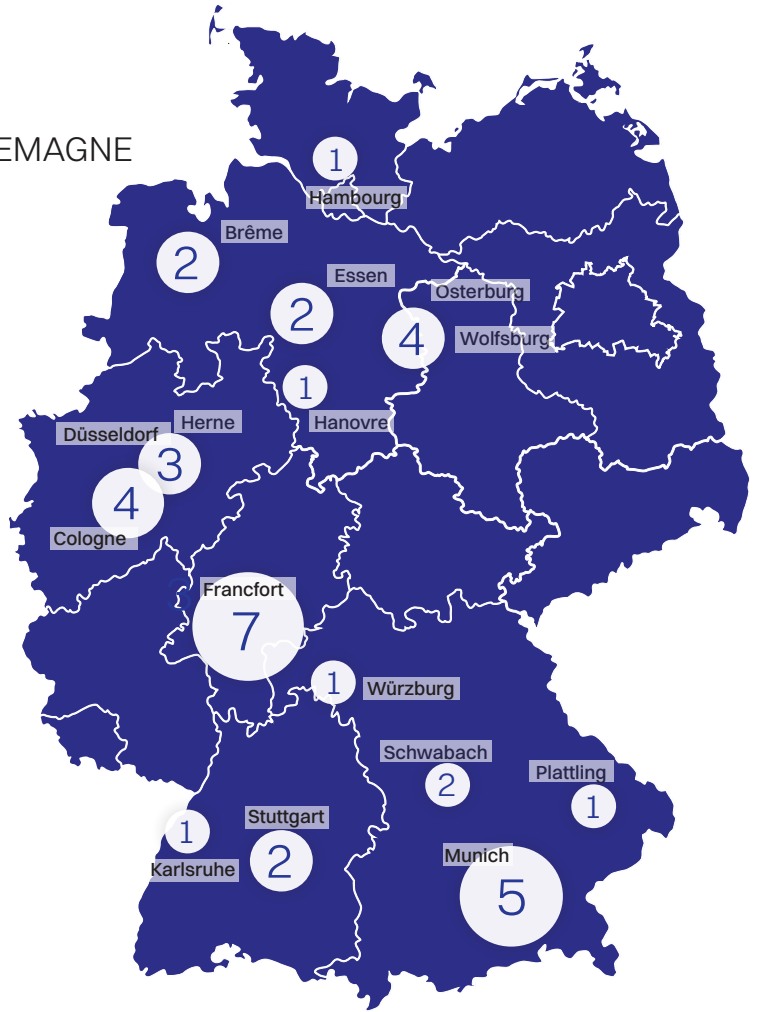 EMAGNE
1
Hambourg
Brême
2
Essen
2
Osterburg
4
Wolfsburg
1
Hanovre
Düsseldorf
Herne
3
4
Cologne
3
Francfort
7
1
Würzburg
Schwabach
2
Plattling
1
Stuttgart
1
2
Karlsruhe
Munich
5